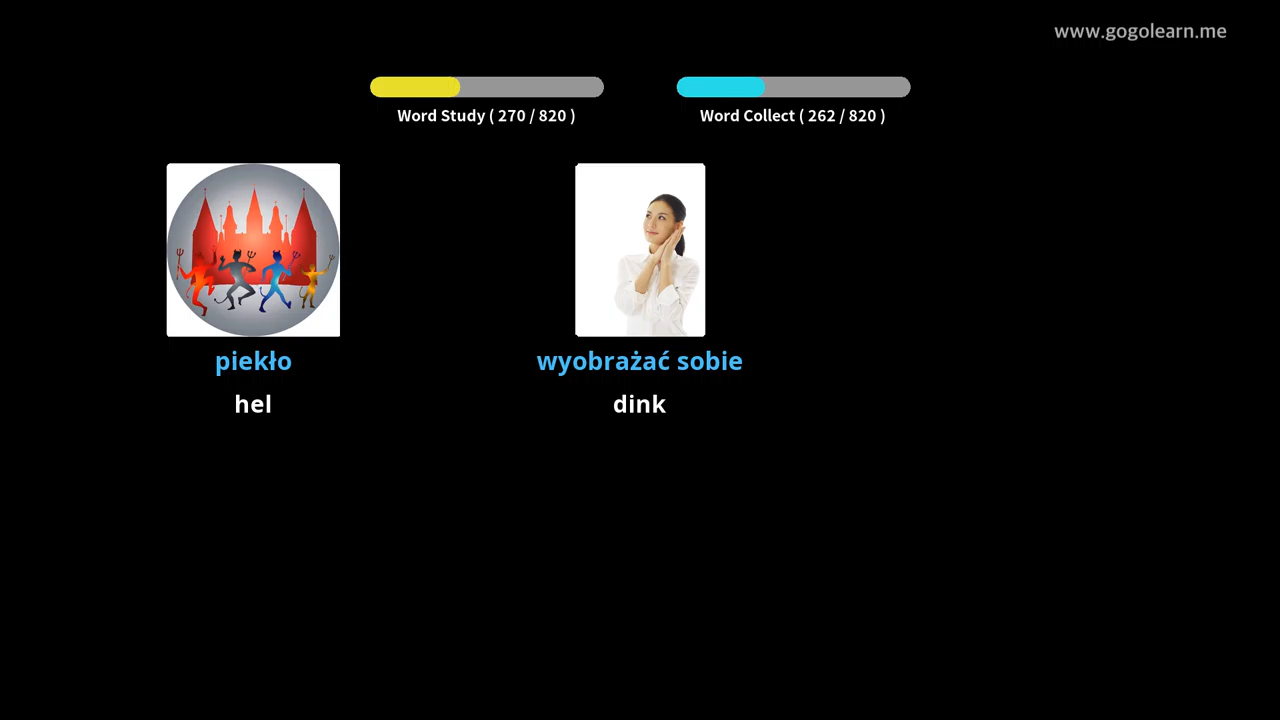 www.gogolearn.me
Word Study ( 270 / 820 )
Word Collect ( 262 / 820 )
piekło
wyobrażać sobie
hel
dink